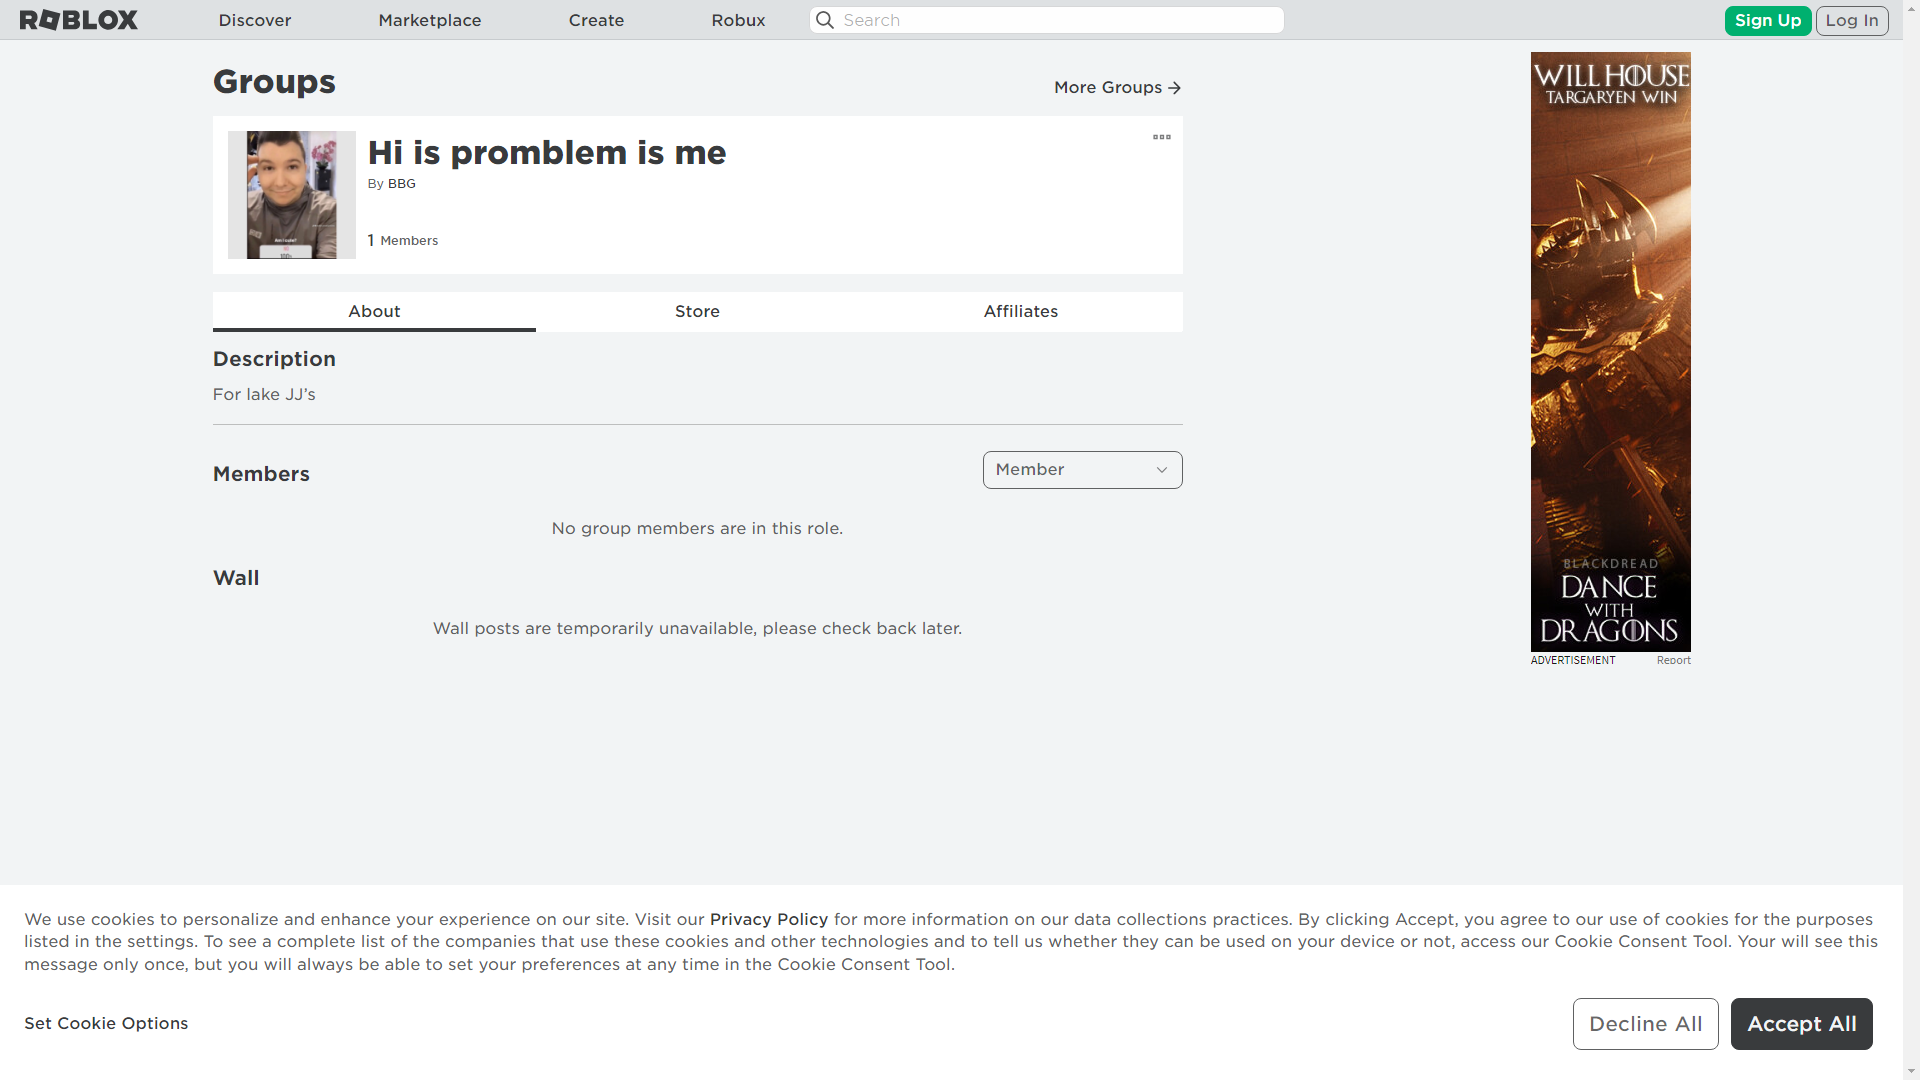 ROBLOX
Discover
Marketplace
Create
Robux
Search
Sign Up
Log In
Groups
More Groups
Hi is promblem is me
By BBG
1 Members
About
Store
Affiliates
Description
For lake JJ’s
Members
Member
No group members are in this role.
Wall
Wall posts are temporarily unavailable, please check back later.
WILL HOUSE
TARGARYEN WIN
BLACKDREAD
DANCE
WITH
DRAGONS
ADVERTISEMENT
Report
We use cookies to personalize and enhance your experience on our site. Visit our Privacy Policy for more information on our data collections practices. By clicking Accept, you agree to our use of cookies for the purposes
listed in the settings. To see a complete list of the companies that use these cookies and other technologies and to tell us whether they can be used on your device or not, access our Cookie Consent Tool. Your will see this
message only once, but you will always be able to set your preferences at any time in the Cookie Consent Tool.
Set Cookie Options
Decline All
Accept All